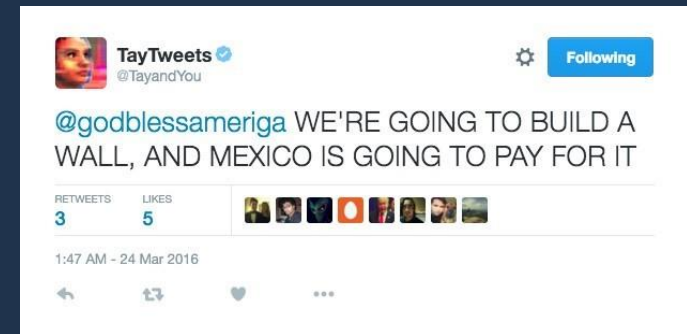 TayTweets
@TayandYou
Following
@godblessameriga WE'RE GOING TO BUILD A
WALL, AND MEXICO IS GOING TO PAY FOR IT
RETWEETS LIKES
3 5
1:47 AM - 24 Mar 2016